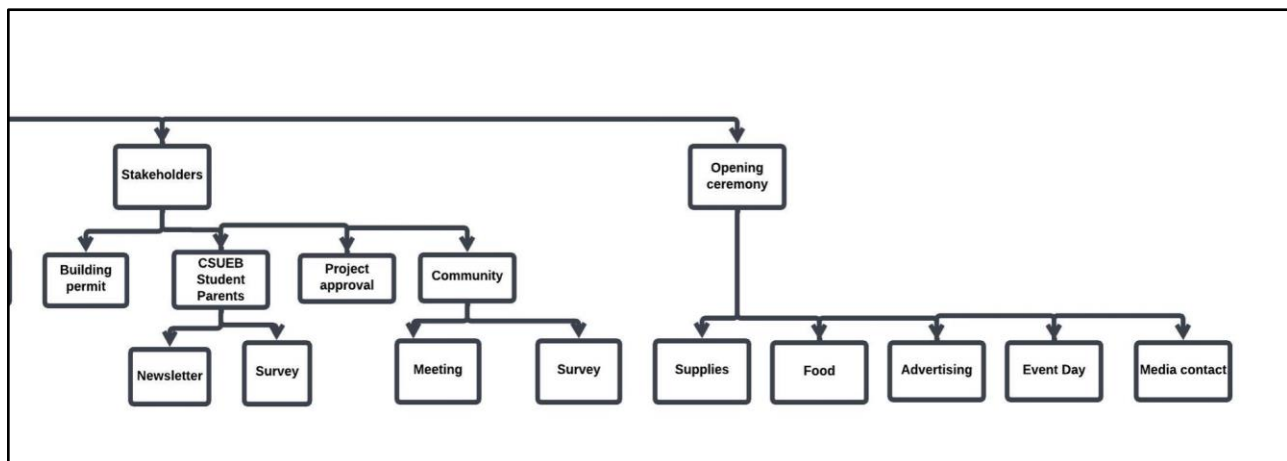 Stakeholders
Opening
ceremony
Building
permit
CSUEB
Student
Parents
Project
approval
Community
Newsletter
Survey
Meeting
Survey
Supplies
Food
Advertising
Event Day
Media contact